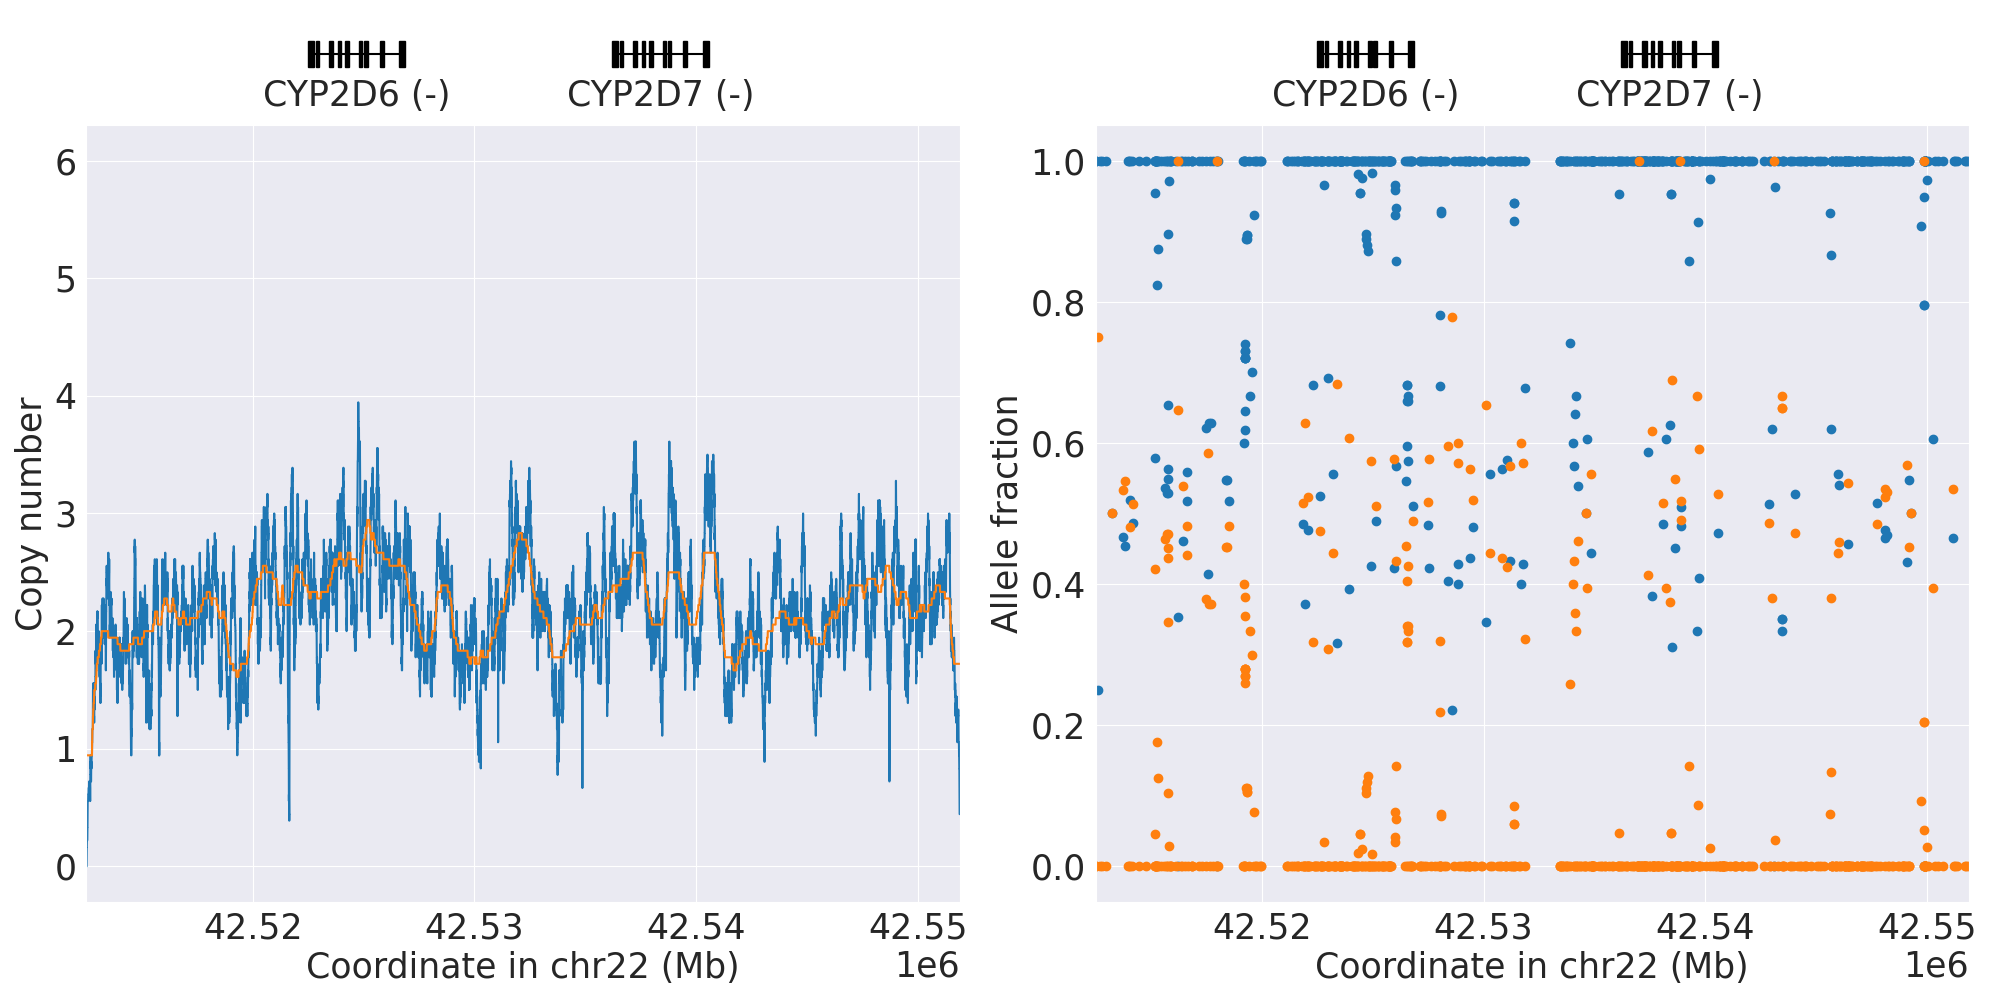 CYP2D6 (-) CYP2D7 (-)
Copy number
6
5
4
3
2
1
0
42.52 42.53 42.54 42.55
Coordinate in chr22 (Mb)
1e6
CYP2D6 (-) CYP2D7 (-)
Allele fraction
1.0
0.8
0.6
0.4
0.2
0.0
42.52 42.53 42.54 42.55
Coordinate in chr22 (Mb)
1e6